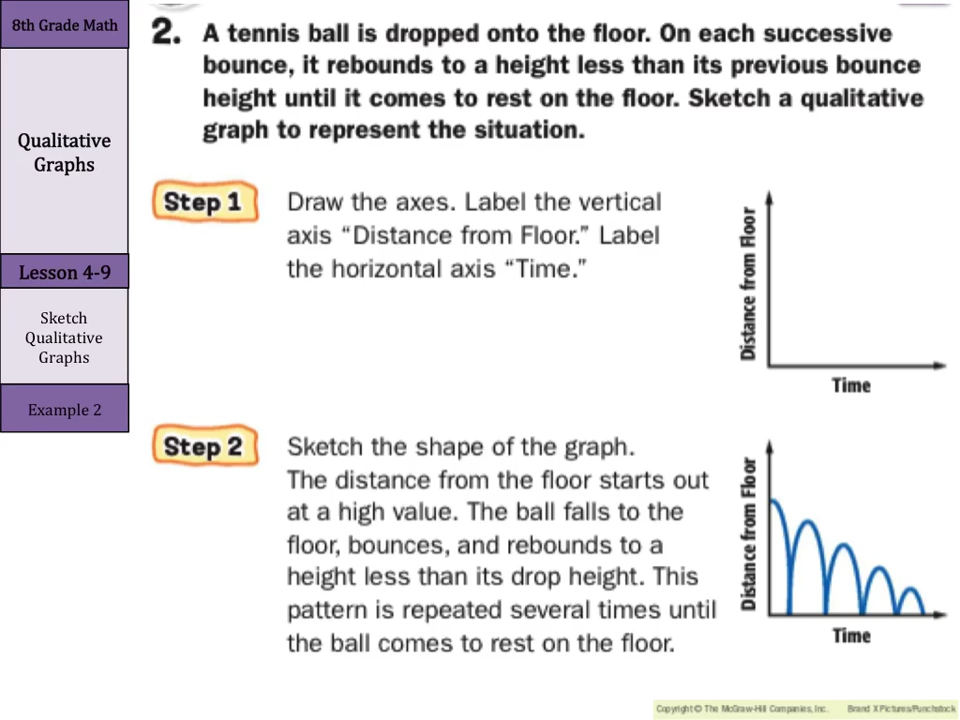 8th Grade Math
Qualitative
Graphs
Lesson 4-9
Sketch
Qualitative
Graphs
Example 2
2. A tennis ball is dropped onto the floor. On each successive
bounce, it rebounds to a height less than its previous bounce
height until it comes to rest on the floor. Sketch a qualitative
graph to represent the situation.
Step 1
Draw the axes. Label the vertical
axis “Distance from Floor.” Label
the horizontal axis “Time.”
Distance from Floor
Time
Step 2
Sketch the shape of the graph.
The distance from the floor starts out
at a high value. The ball falls to the
floor, bounces, and rebounds to a
height less than its drop height. This
pattern is repeated several times until
the ball comes to rest on the floor.
Distance from Floor
Time
Copyright © The McGraw-Hill Companies, Inc. Brand X Pictures/Punchstock